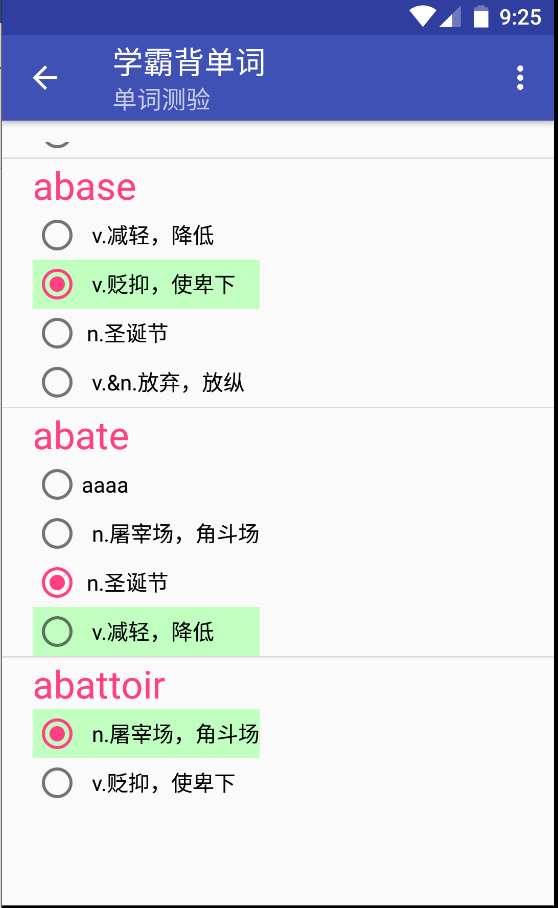 9:25
学霸背单词
单词测验
abase
v.减轻，降低
v.贬抑，使卑下
n.圣诞节
v.&n.放弃，放纵
abate
aaaa
n.屠宰场，角斗场
n.圣诞节
v.减轻，降低
abattoir
n.屠宰场，角斗场
v.贬抑，使卑下